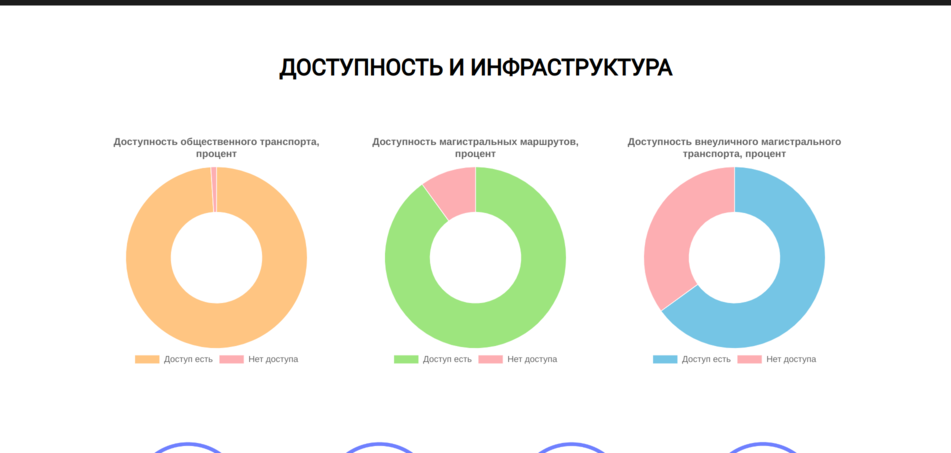 ДОСТУПНОСТЬ И ИНФРАСТРУКТУРА
Доступность общественного транспорта,
процент
Доступ есть Нет доступа
Доступность магистральных маршрутов,
процент
Доступ есть Нет доступа
Доступность внеуличного магистрального
транспорта, процент
Доступ есть Нет доступа